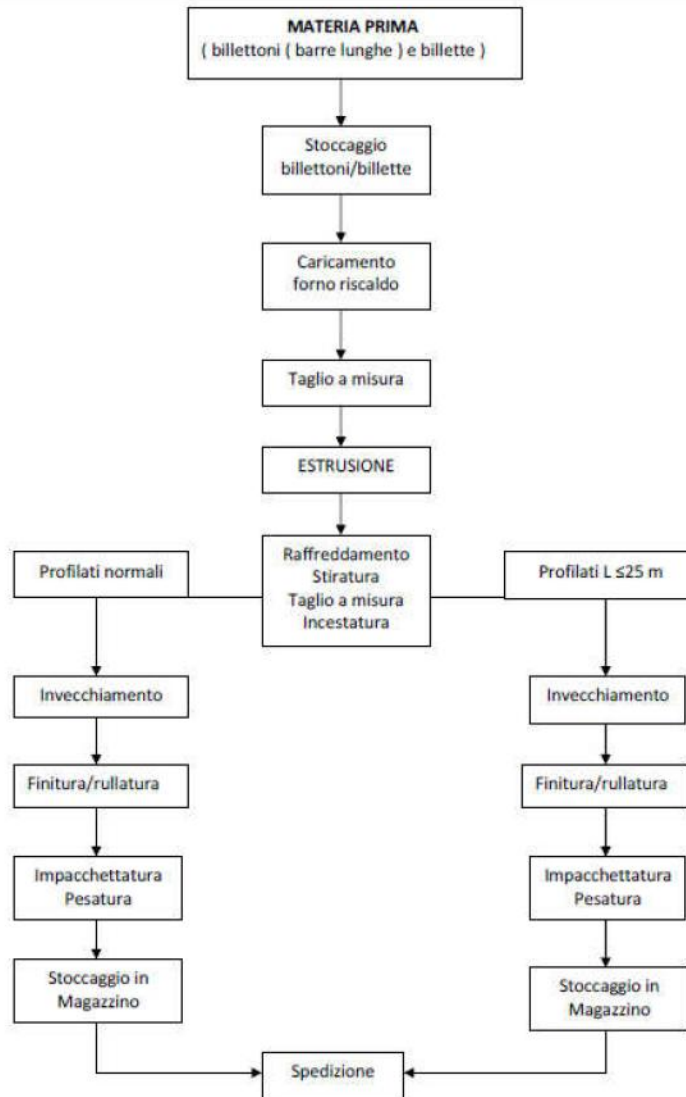 MATERIA PRIMA
( billettoni ( barre lunghe ) e billette )
Stoccaggio
billettoni/billette
Caricamento
forno riscaldo
Taglio a misura
ESTRUSIONE
Raffreddamento
Stiratura
Taglio a misura
Incestatura
Profilati normali
Invecchiamento
Finitura/rullatura
Impacchettatura
Pesatura
Stoccaggio in
Magazzino
Profilati L ≤25 m
Invecchiamento
Finitura/rullatura
Impacchettatura
Pesatura
Stoccaggio in
Magazzino
Spedizione